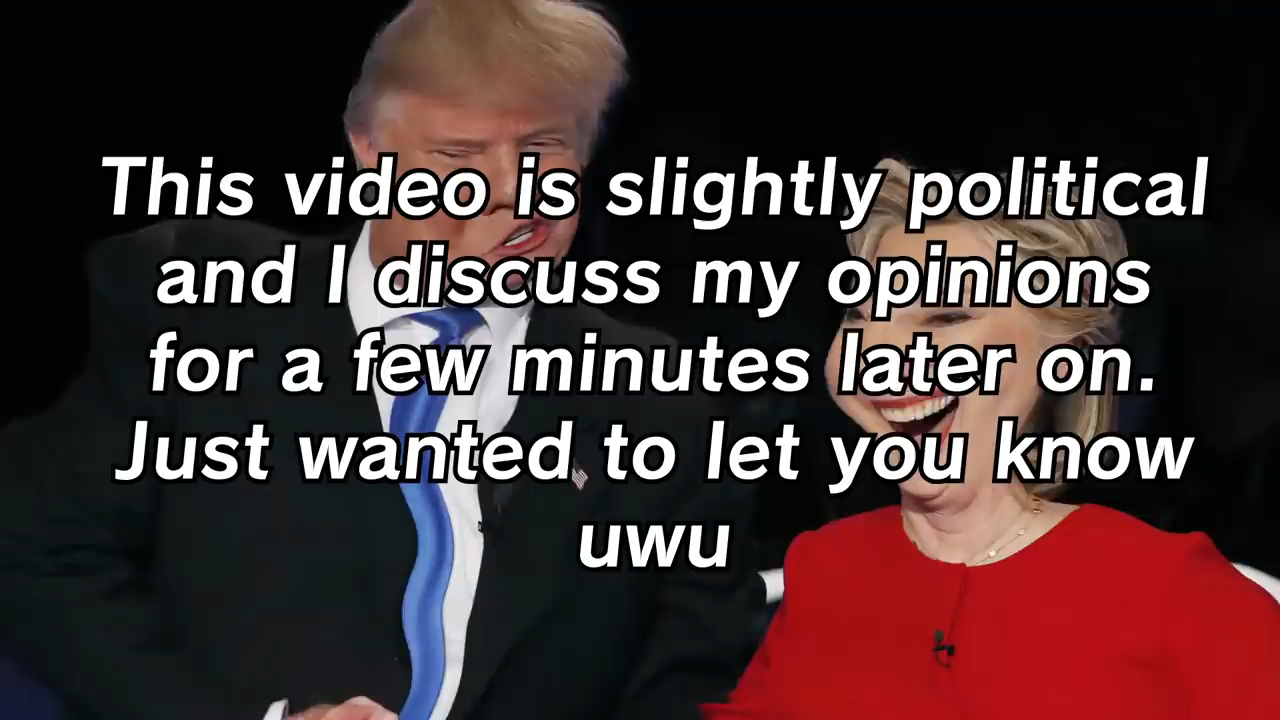 This video is slightly political
and I discuss my opinions
for a few minutes later on.
Just wanted to let you know
uwu